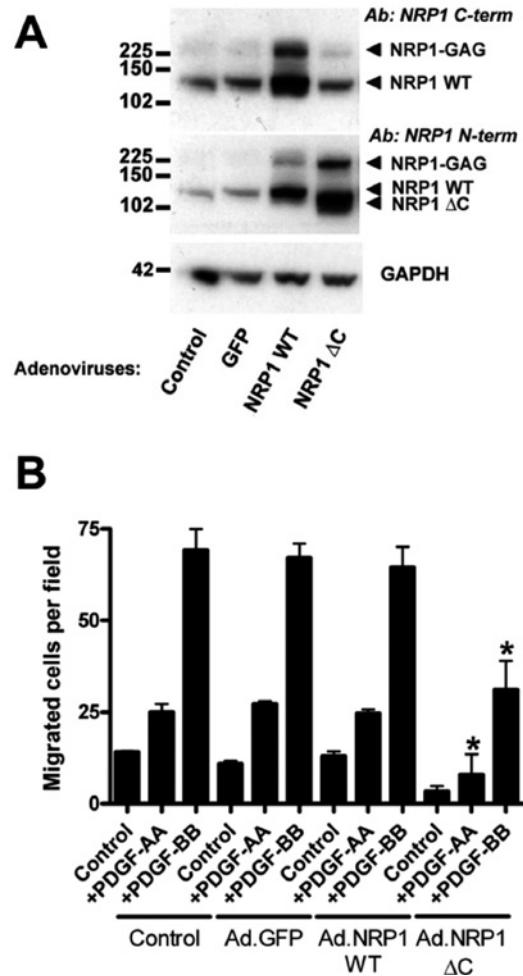 A
Ab: NRP1 C-term
225
150
102
NRP1-GAG
NRP1 WT
Ab: NRP1 N-term
225
150
102
NRP1-GAG
NRP1 WT
NRP1 ΔC
42
GAPDH
Adenoviruses:
Control
GFP
NRP1 WT
NRP1 ΔC
B
Migrated cells per field
75
50
25
0
*
*
Control
+PDGF-AA
+PDGF-BB
Control
+PDGF-AA
+PDGF-BB
Control
+PDGF-AA
+PDGF-BB
Control
+PDGF-AA
+PDGF-BB
Control
Ad.GFP
Ad.NRP1
WT
Ad.NRP1
ΔC